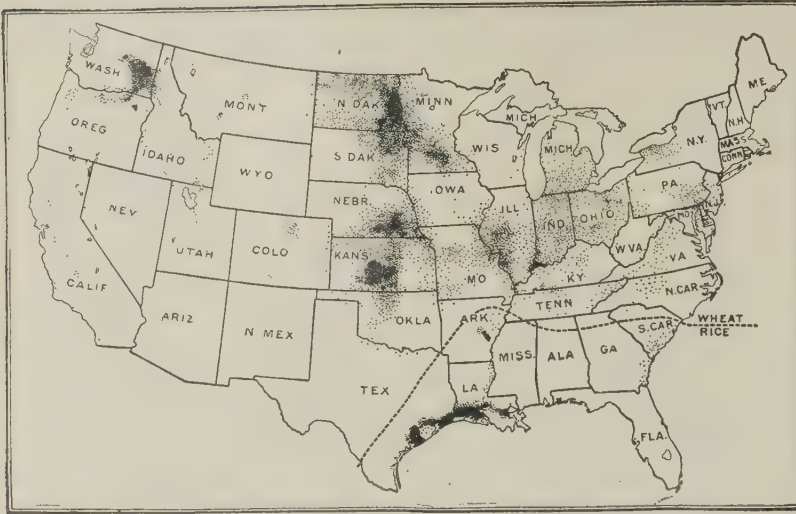 WASH
MONT
N DAK
MINN
MICH
ME
VT.
N.H.
OREG
IDAHO
S DAK
WIS
MICH
N.Y.
MASS.
CONN.
WYO
IOWA
PA
N.J.
NEV
NEBR.
ILL
IND.
OHIO
MD.
UTAH
COLO
KANS
MO
W.VA.
VA
KY
CALIF
N.CAR.
TENN
ARIZ
N MEX
OKLA
ARK.
S.CAR.
WHEAT
RICE
MISS.
ALA
GA
TEX
LA
FLA.